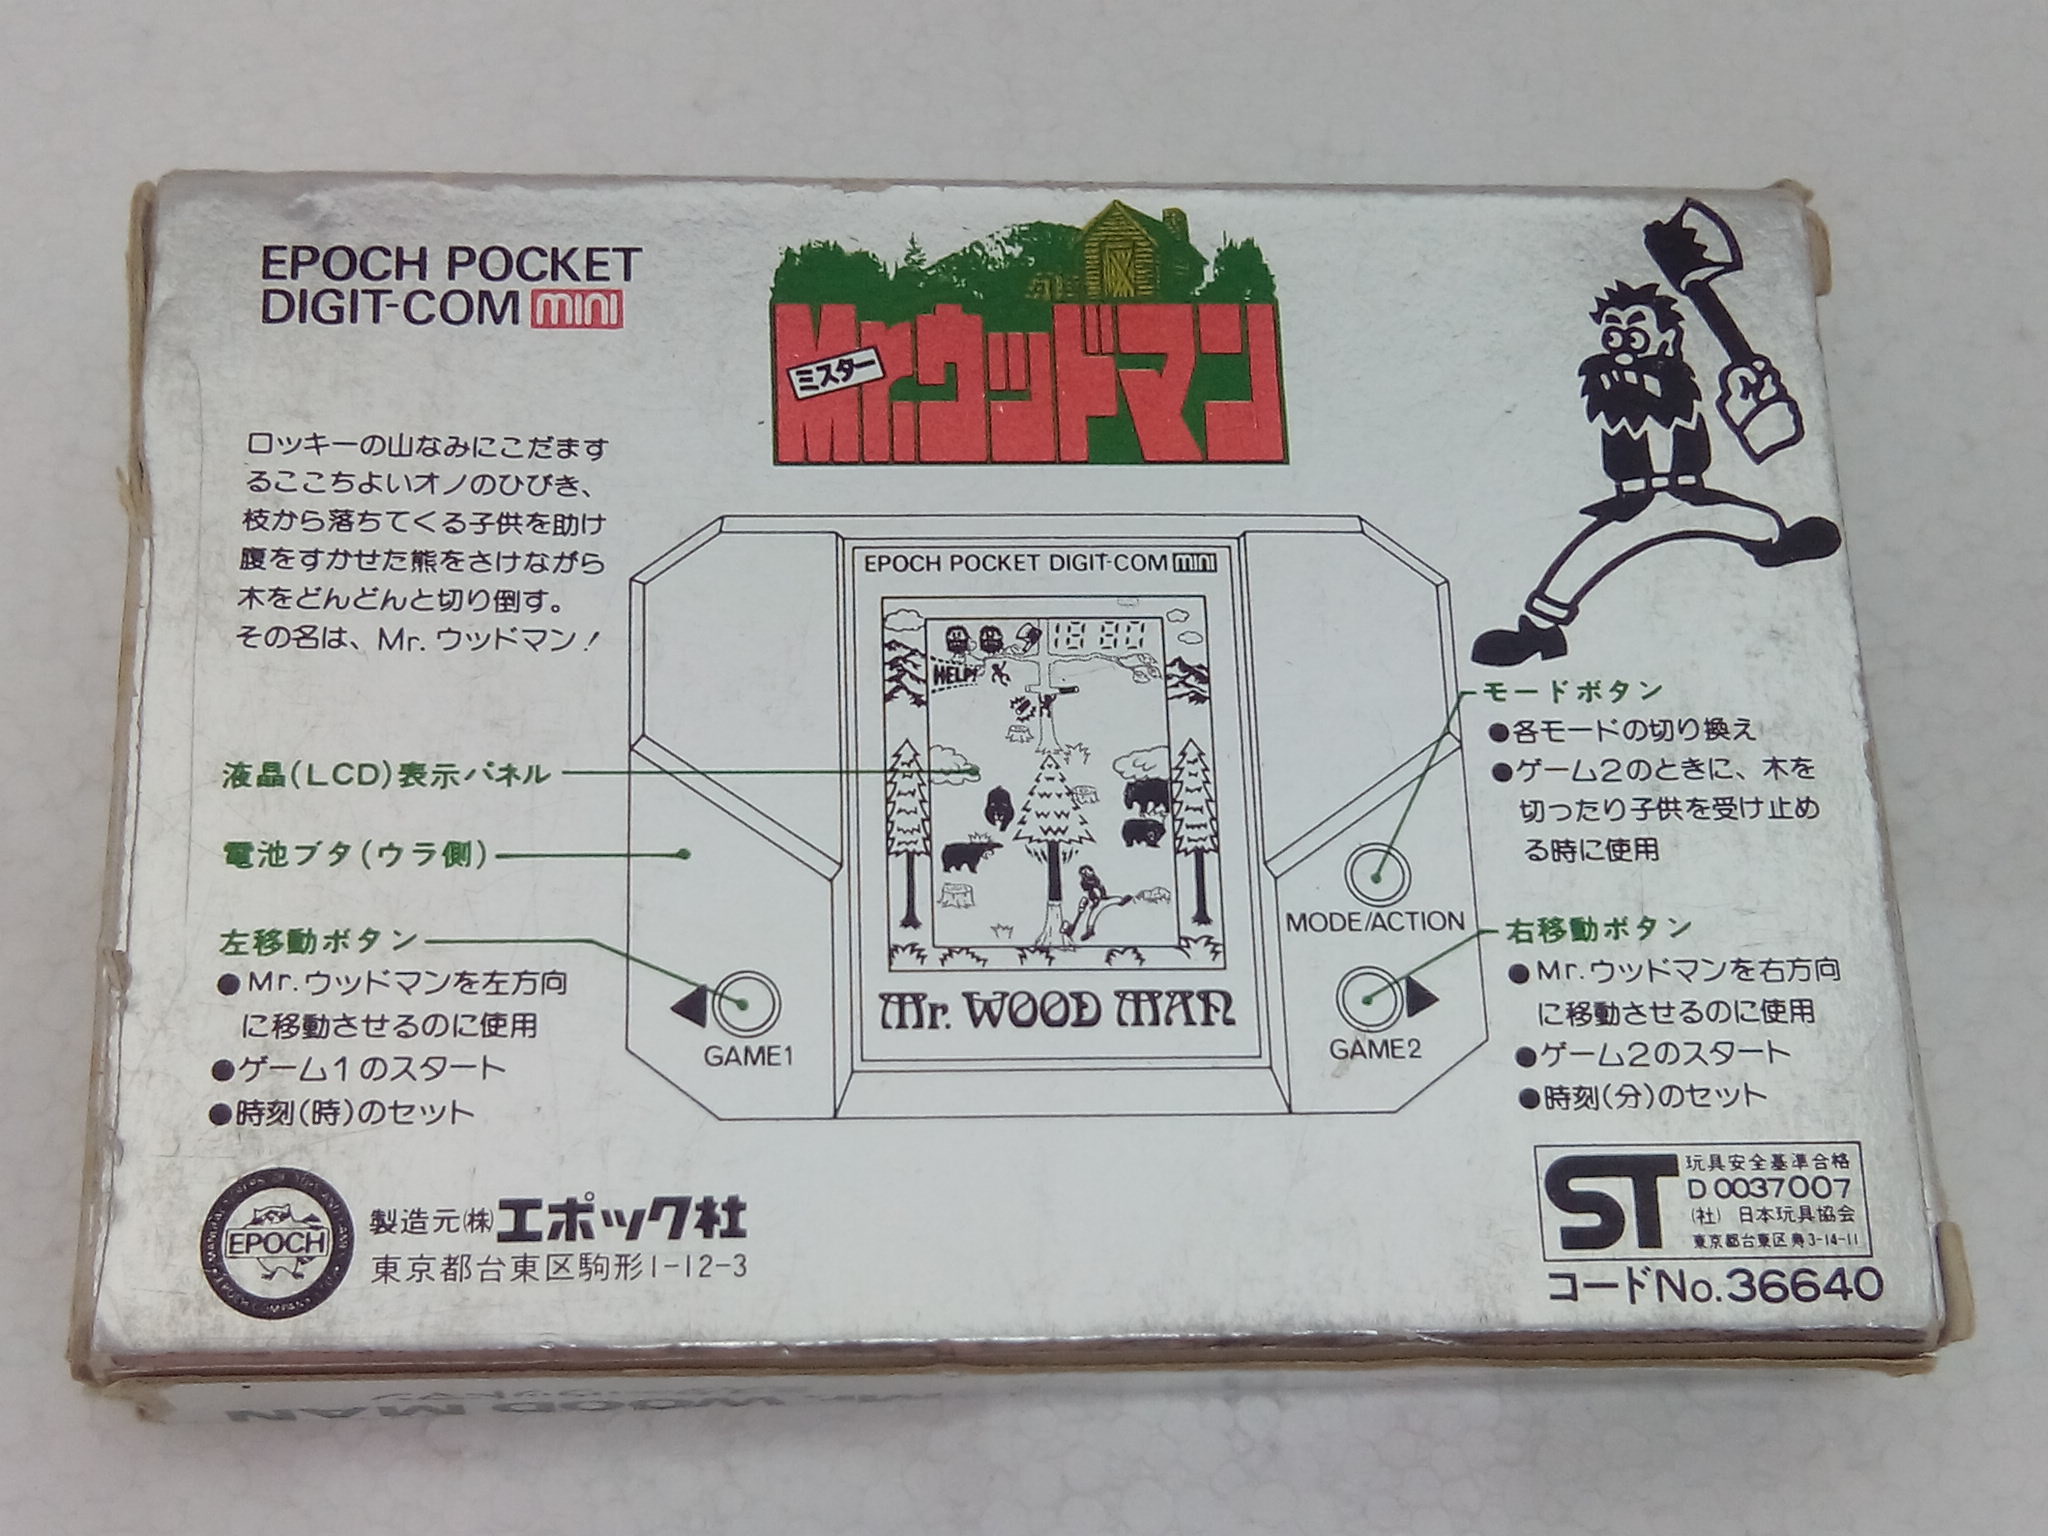 EPOCH POCKET
DIGIT-COM mini
Mr.ウッドマン
ミスター
ロッキーの山なみにこだます
るここちよいオノのひびき、
枝から落ちてくる子供を助け
腹をすかせた熊をさけながら
木をどんどんと切り倒す。
その名は、Mr.ウッドマン!
液晶(LCD)表示パネル
電池ブタ(ウラ側)
左移動ボタン
●Mr.ウッドマンを左方向
に移動させるのに使用
●ゲーム1のスタート
●時刻(時)のセット
EPOCH POCKET DIGIT-COM mini
18 80
HELP!
Mr. WOOD MAN
GAME1
MODE/ACTION
GAME2
モードボタン
●各モードの切り換え
●ゲーム2のときに、木を
切ったり子供を受け止め
る時に使用
右移動ボタン
●Mr.ウッドマンを右方向
に移動させるのに使用
●ゲーム2のスタート
●時刻(分)のセット
EPOCH
製造元(株)エポック社
東京都台東区駒形1-12-3
ST
玩具安全基準合格
D 0037007
(社) 日本玩具協会
東京都台東区寿3-14-11
コードNo.36640
WOOD MAN